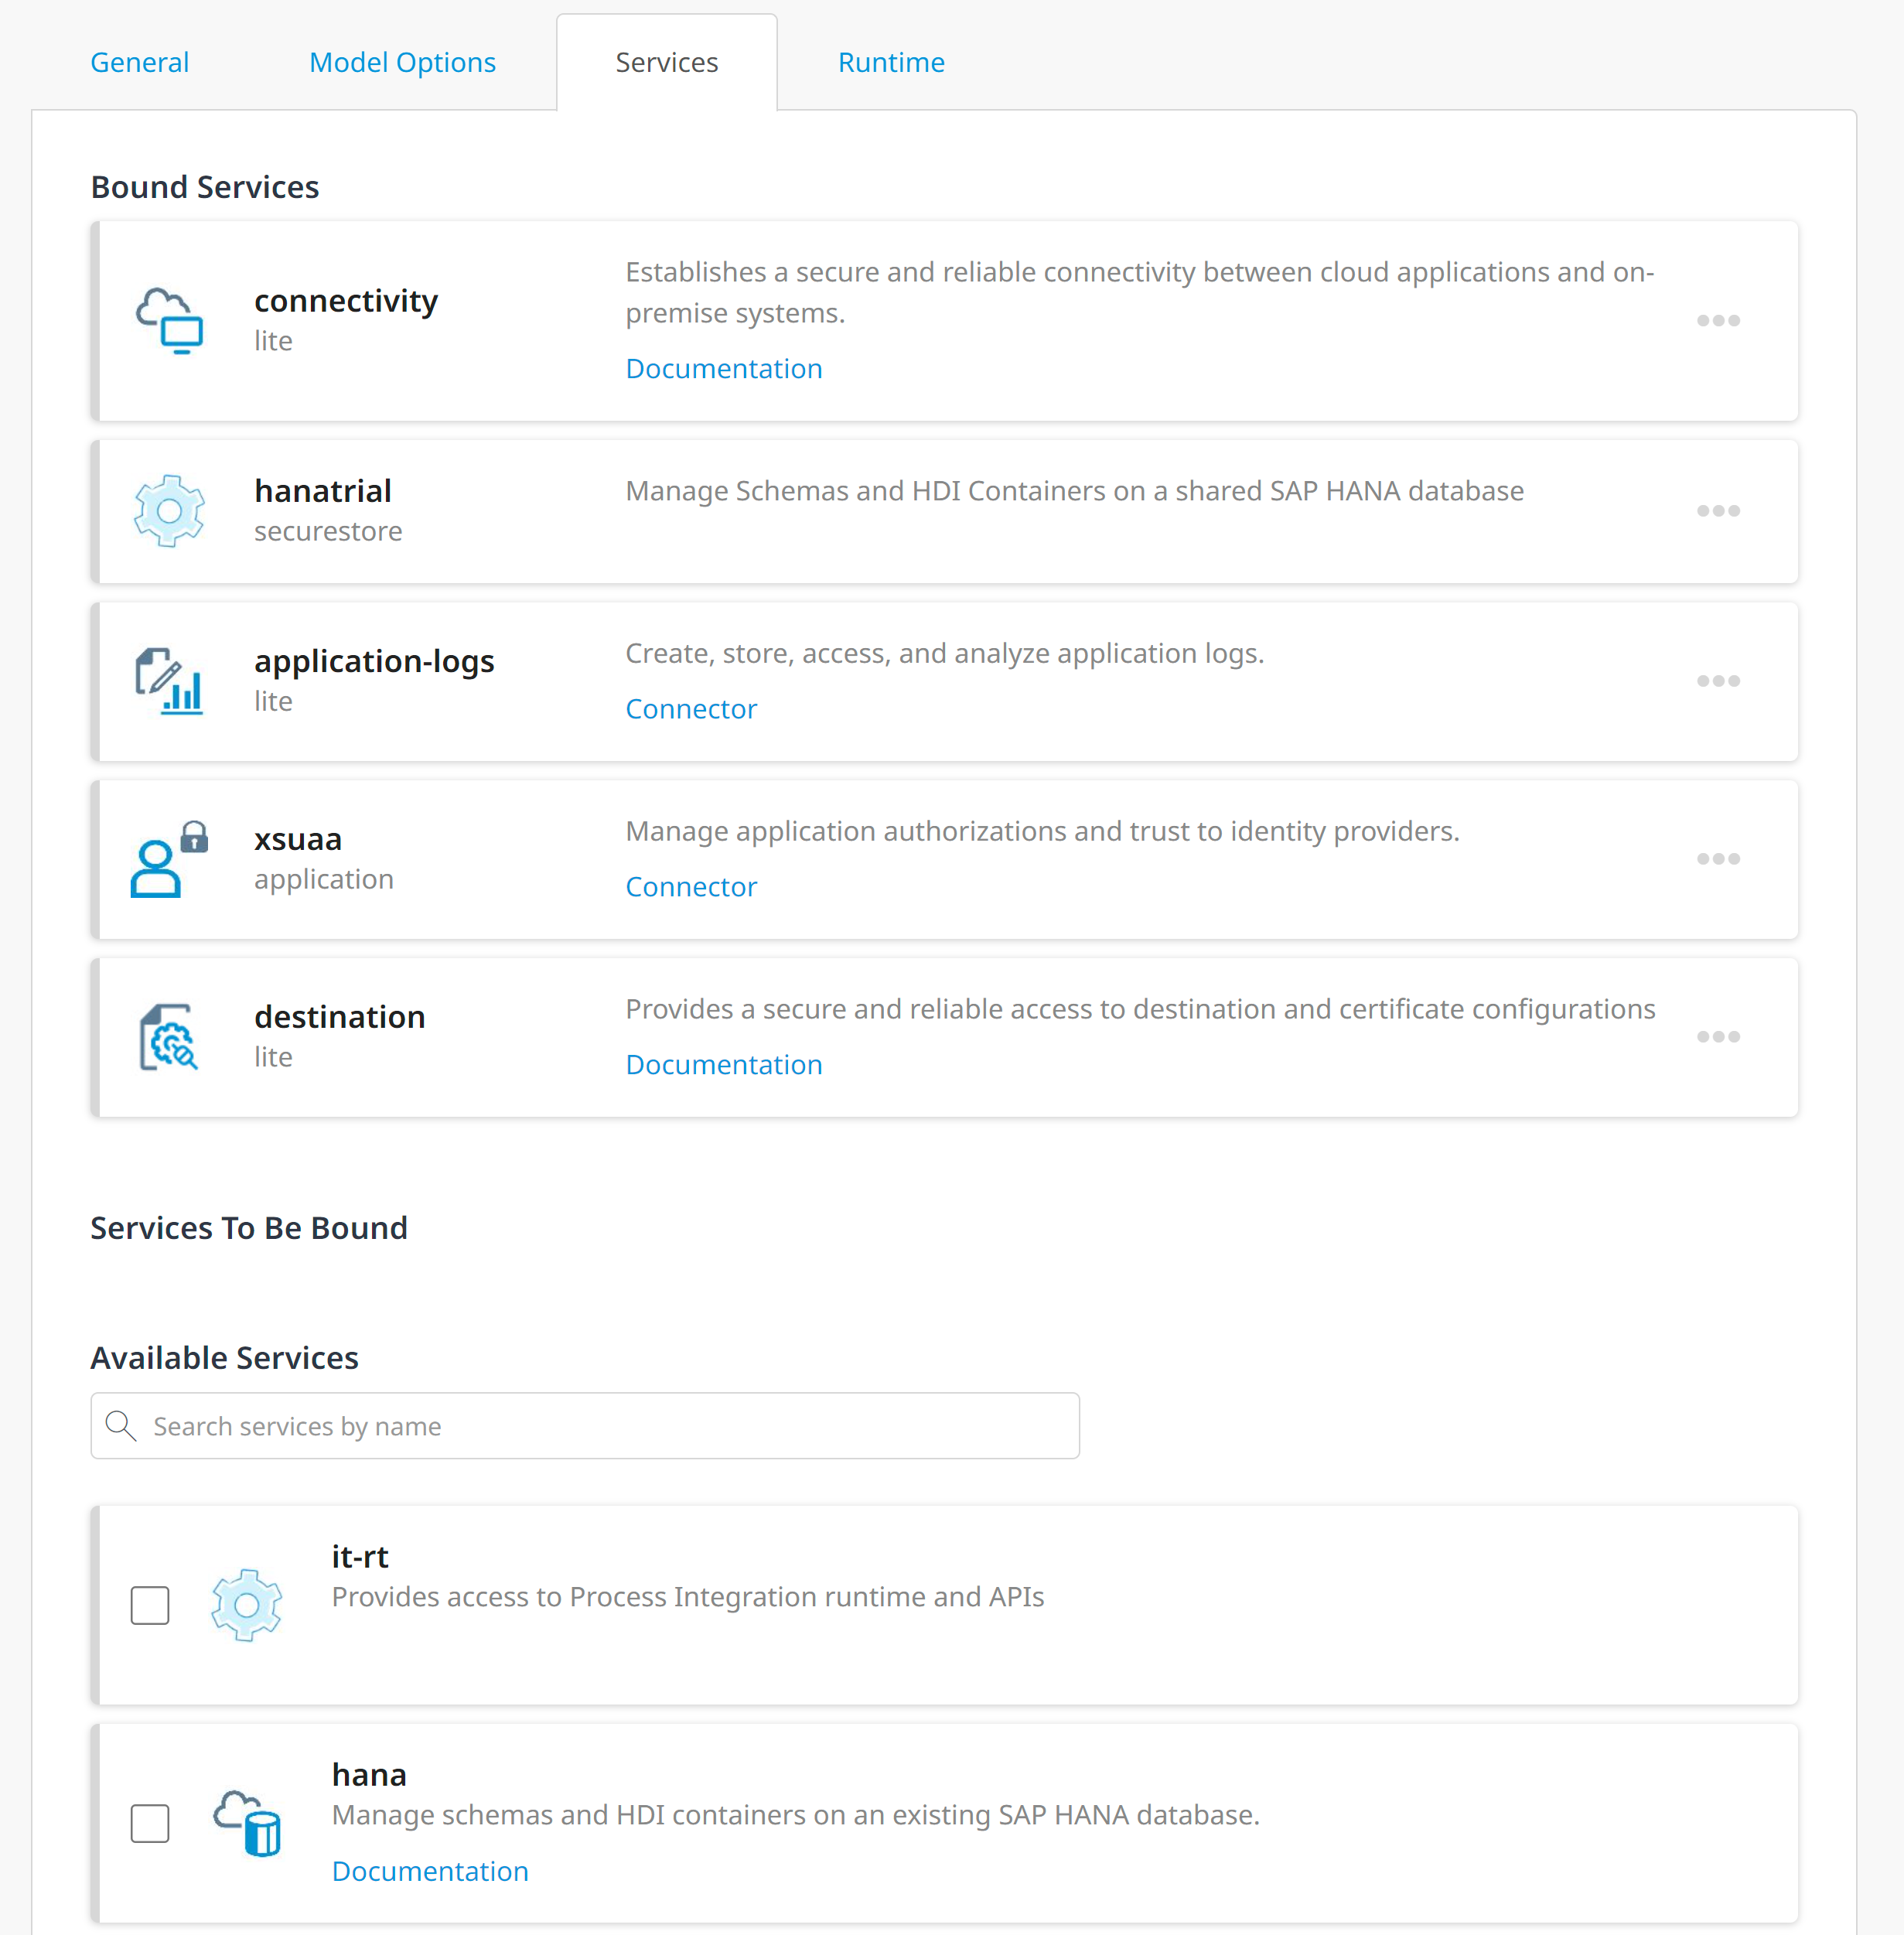 General
Model Options
Services
Runtime
Bound Services
connectivity
lite
Establishes a secure and reliable connectivity between cloud applications and on-
premise systems.
Documentation
hanatrial
securestore
Manage Schemas and HDI Containers on a shared SAP HANA database
application-logs
lite
Create, store, access, and analyze application logs.
Connector
xsuaa
application
Manage application authorizations and trust to identity providers.
Connector
destination
lite
Provides a secure and reliable access to destination and certificate configurations
Documentation
Services To Be Bound
Available Services
Search services by name
it-rt
Provides access to Process Integration runtime and APIs
hana
Manage schemas and HDI containers on an existing SAP HANA database.
Documentation